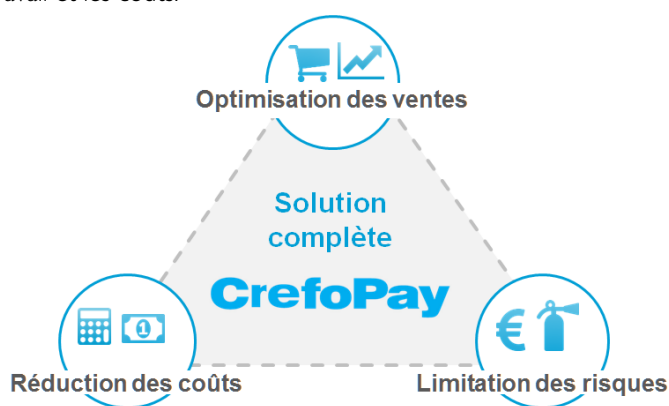 Optimisation des ventes
Solution
complète
CrefoPay
Réduction des coûts
Limitation des risques